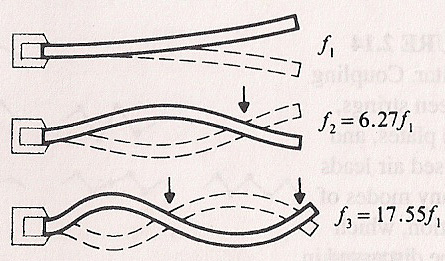 f₁
f₂ = 6.27f₁
f₃ = 17.55f₁